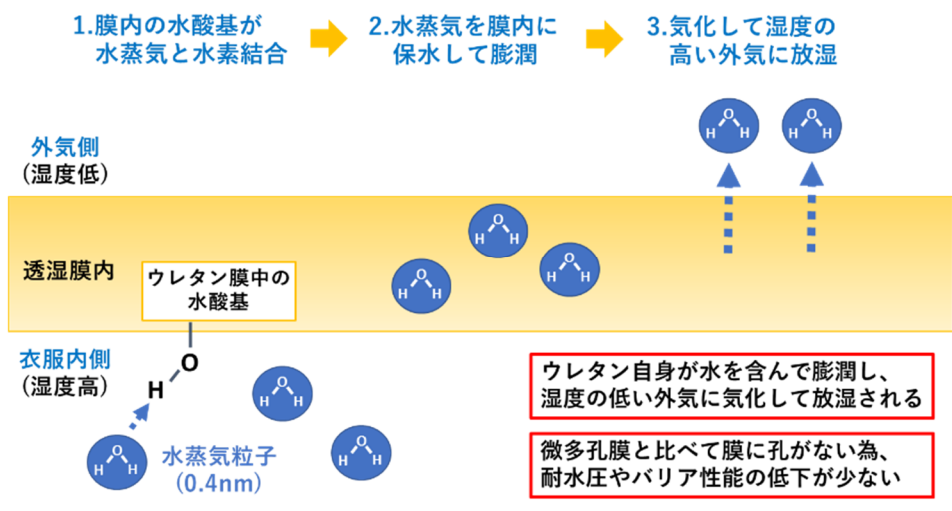 1.膜内の水酸基が
水蒸気と水素結合
2.水蒸気を膜内に
保水して膨潤
3.気化して湿度の
高い外気に放湿
外気側
(湿度低)
透湿膜内
ウレタン膜中の
水酸基
O
H
衣服内側
(湿度高)
水蒸気粒子
(0.4nm)
O
H H
O
H H
O
H H
O
H H
O
H H
O
H H
O
H H
O
H H
ウレタン自身が水を含んで膨潤し、
湿度の低い外気に気化して放湿される
微多孔膜と比べて膜に孔がない為、
耐水圧やバリア性能の低下が少ない